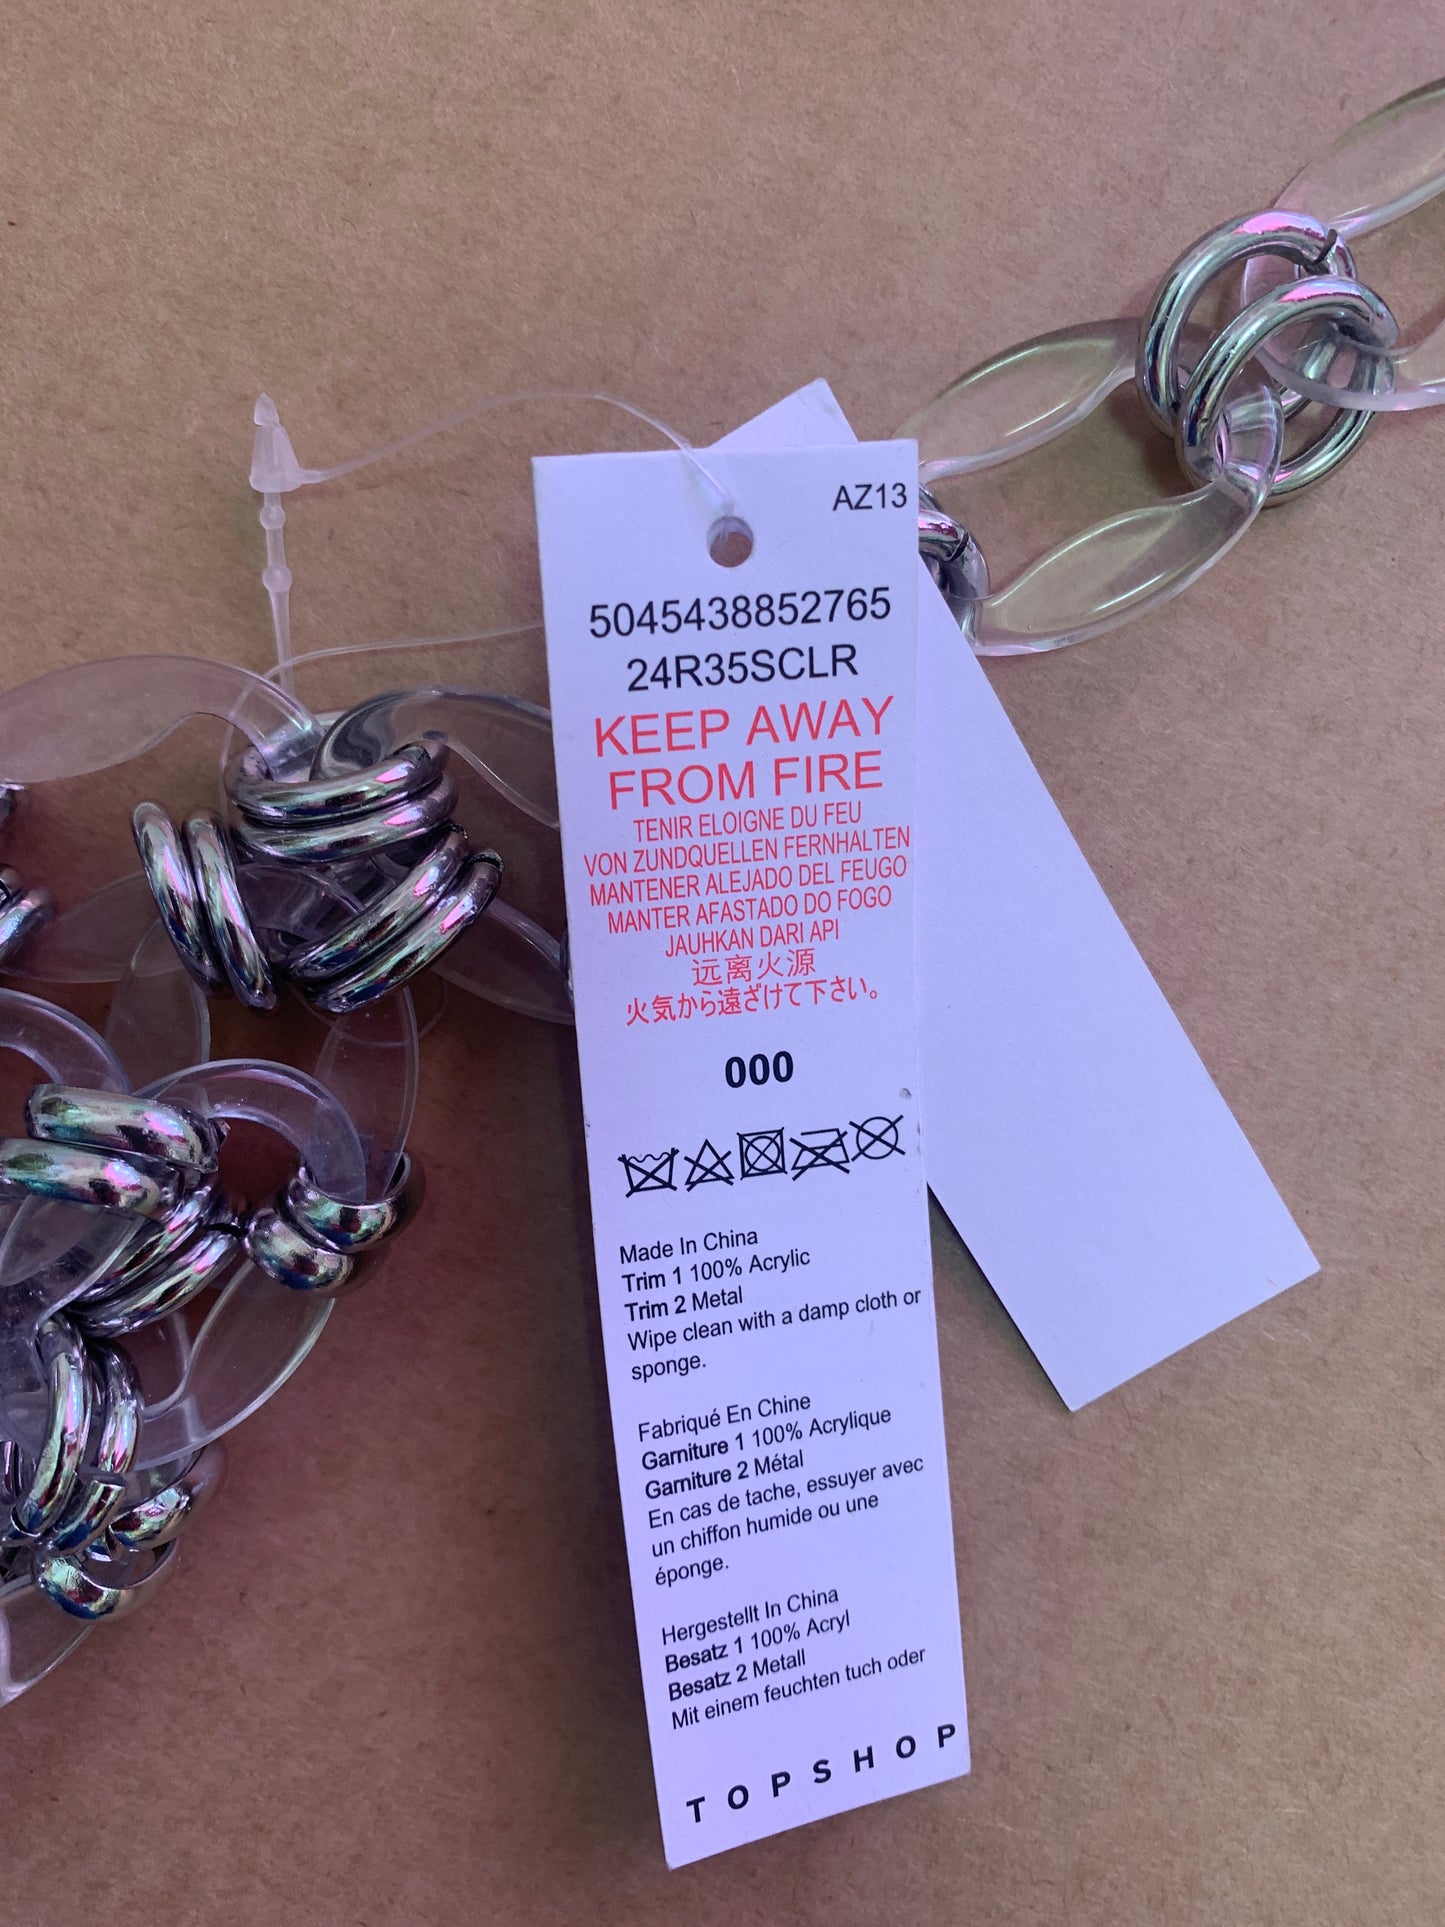 AZ13
5045438852765
24R35SCLR
KEEP AWAY
FROM FIRE
TENIR ELOIGNE DU FEU
VON ZUNDQUELLEN FERNHALTEN
MANTENER ALEJADO DEL FEUGO
MANTER AFASTADO DO FOGO
JAUHKAN DARI API
远离火源
火気から遠ざけて下さい。
000
Made In China
Trim 1 100% Acrylic
Trim 2 Metal
Wipe clean with a damp cloth or
sponge.
Fabriqué En Chine
Garniture 1 100% Acrylique
Garniture 2 Métal
En cas de tache, essuyer avec
un chiffon humide ou une
éponge.
Hergestellt In China
Besatz 1 100% Acryl
Besatz 2 Metall
Mit einem feuchten tuch oder
TOPSHOP